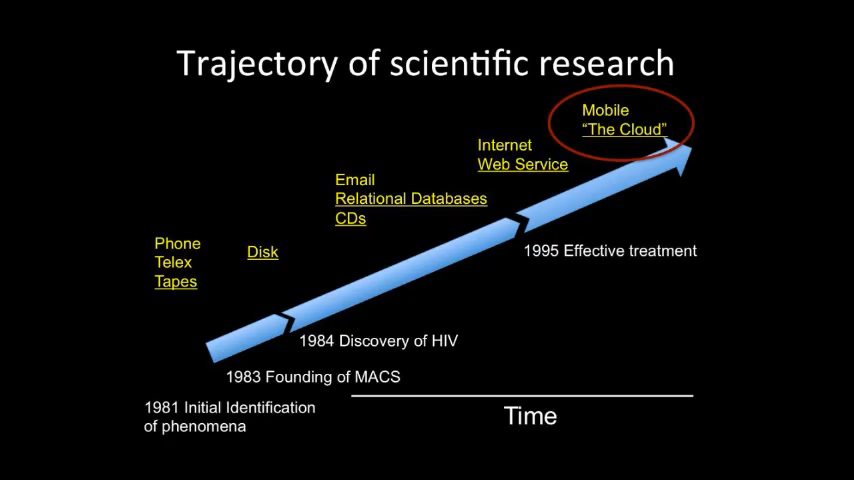 Trajectory of scientific research
Mobile
“The Cloud”
Internet
Web Service
Email
Relational Databases
CDs
Phone
Telex
Tapes
Disk
1995 Effective treatment
1984 Discovery of HIV
1983 Founding of MACS
1981 Initial Identification
of phenomena
Time